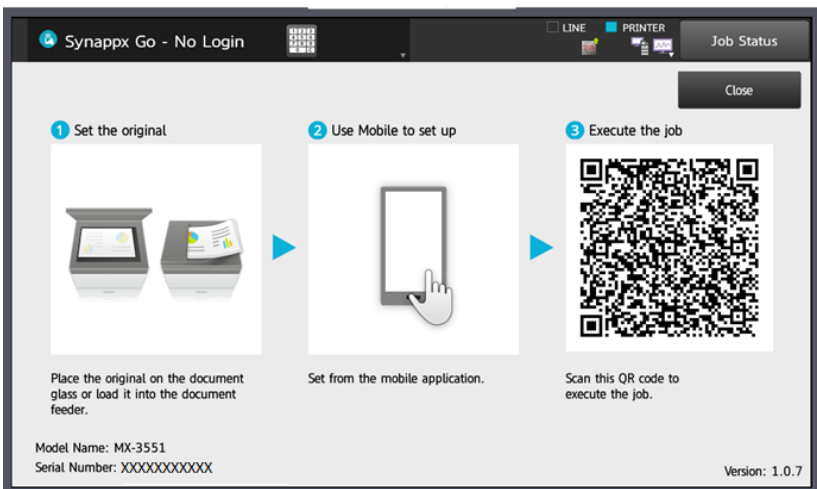 Synappx Go - No Login
LINE
PRINTER
Job Status
Close
1 Set the original
2 Use Mobile to set up
3 Execute the job
Place the original on the document
glass or load it into the document
feeder.
Set from the mobile application.
Scan this QR code to
execute the job.
Model Name: MX-3551
Serial Number: XXXXXXXXXXX
Version: 1.0.7